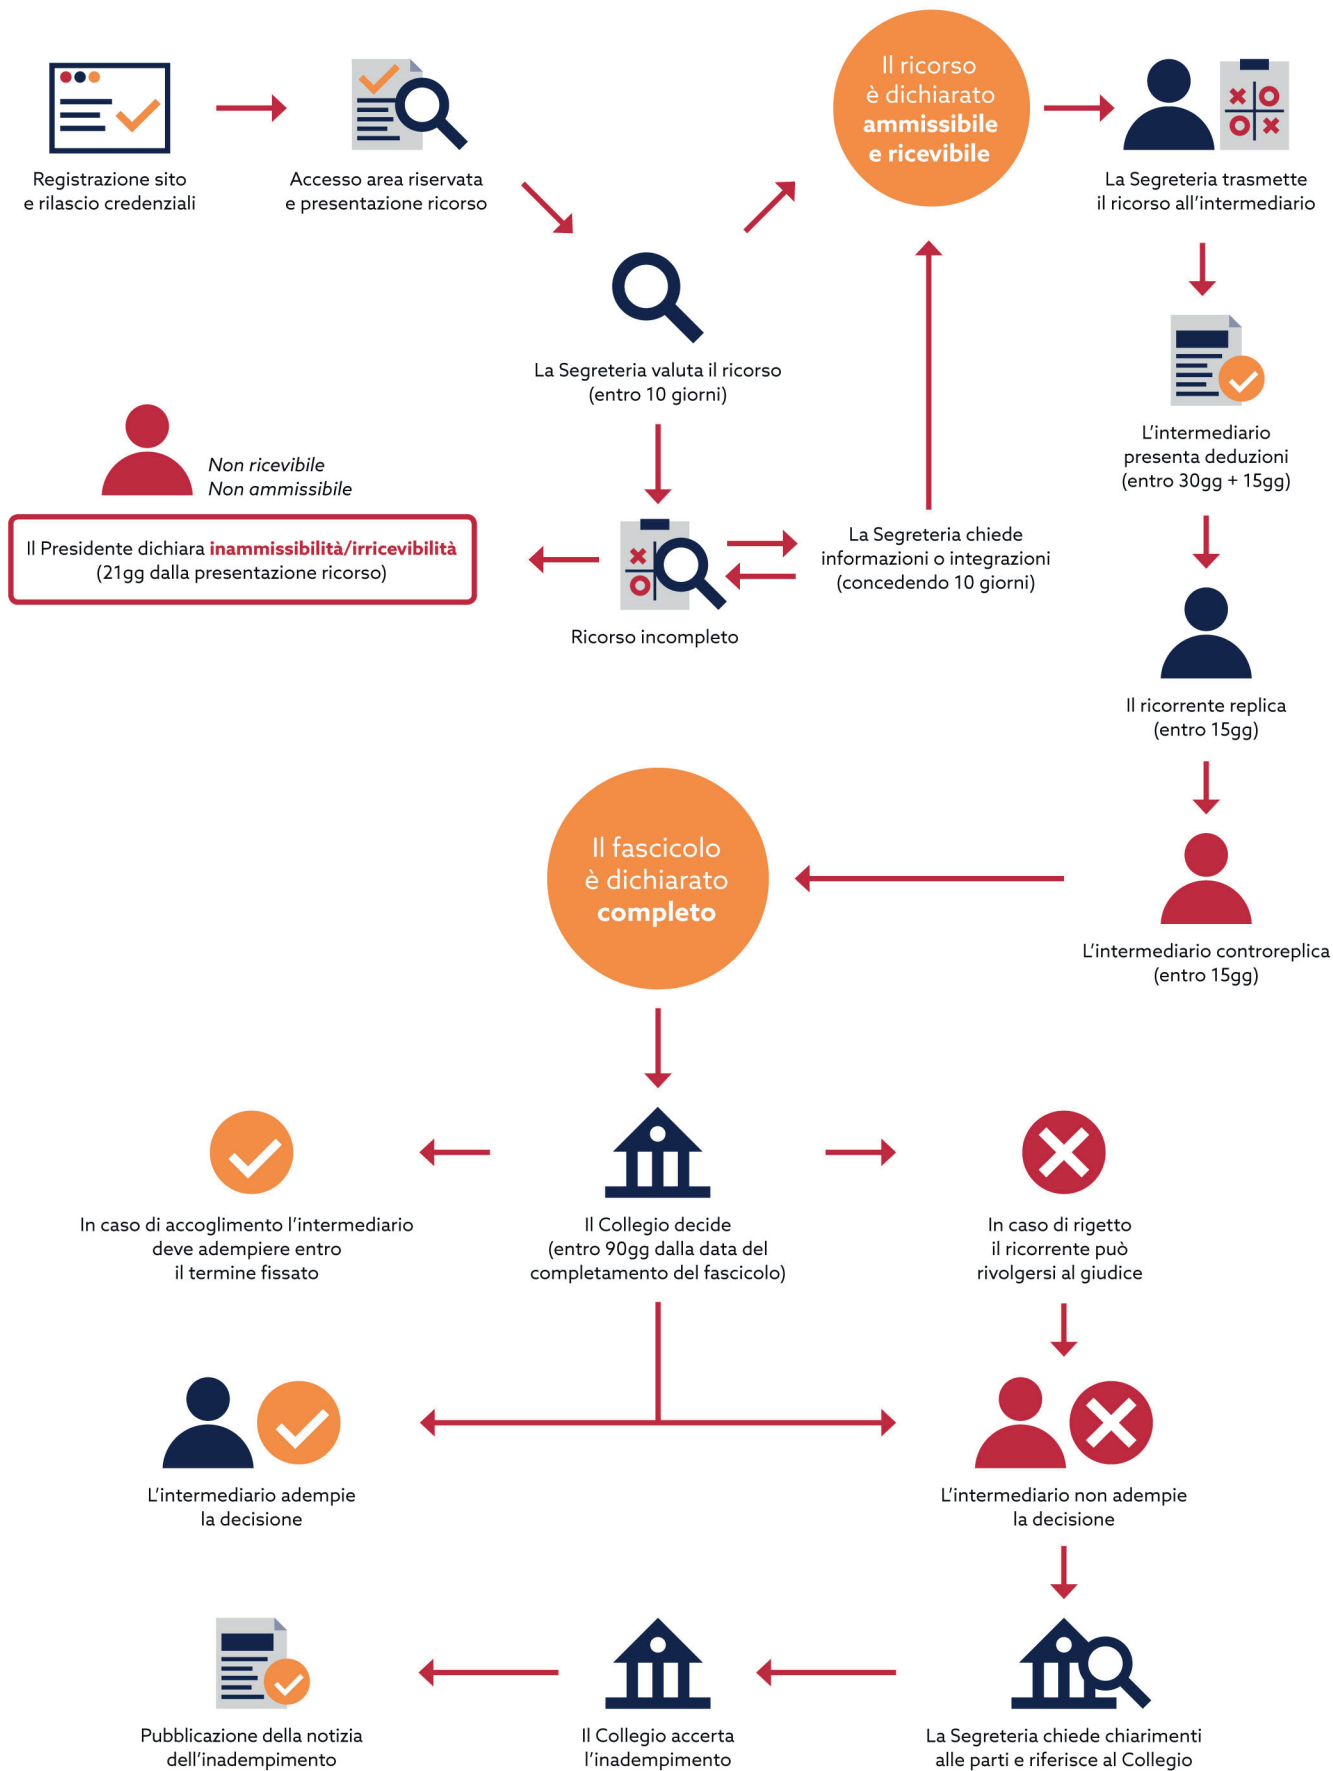 Registrazione sito
e rilascio credenziali
Accesso area riservata
e presentazione ricorso
Il ricorso
è dichiarato
ammissibile
e ricevibile
La Segreteria trasmette
il ricorso all'intermediario
La Segreteria valuta il ricorso
(entro 10 giorni)
L'intermediario
presenta deduzioni
(entro 30gg + 15gg)
Non ricevibile
Non ammissibile
Il Presidente dichiara inammissibilità/irricevibilità
(21gg dalla presentazione ricorso)
Ricorso incompleto
La Segreteria chiede
informazioni o integrazioni
(concedendo 10 giorni)
Il ricorrente replica
(entro 15gg)
L'intermediario controreplica
(entro 15gg)
Il fascicolo
è dichiarato
completo
In caso di accoglimento l'intermediario
deve adempiere entro
il termine fissato
Il Collegio decide
(entro 90gg dalla data del
completamento del fascicolo)
In caso di rigetto
il ricorrente può
rivolgersi al giudice
L'intermediario adempie
la decisione
L'intermediario non adempie
la decisione
Pubblicazione della notizia
dell'inadempimento
Il Collegio accerta
l'inadempimento
La Segreteria chiede chiarimenti
alle parti e riferisce al Collegio